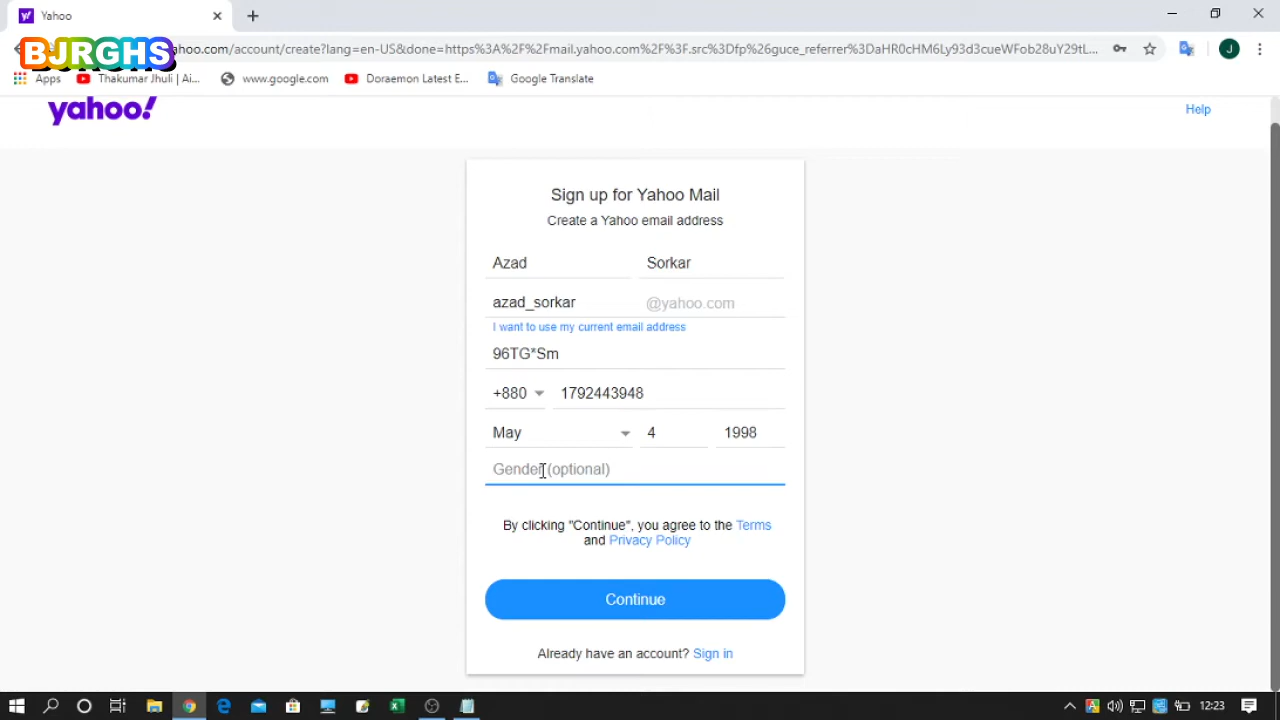 Yahoo
BJRGHS
yahoo.com/account/create?lang=en-US&done=https%3A%2F%2Fmail.yahoo.com%2F%3F.src%3Dfp%26guce_referrer%3DaHR0cHM6Ly93d3cueWFob28uY29tL...
J
Apps
Thakumar Jhuli | Ai...
www.google.com
Doraemon Latest E...
Google Translate
yahoo!
Help
Sign up for Yahoo Mail
Create a Yahoo email address
Azad Sorkar
azad_sorkar @yahoo.com
I want to use my current email address
96TG*Sm
+880 1792443948
May 4 1998
Gender (optional)
By clicking "Continue", you agree to the Terms
and Privacy Policy
Continue
Already have an account? Sign in
12:23